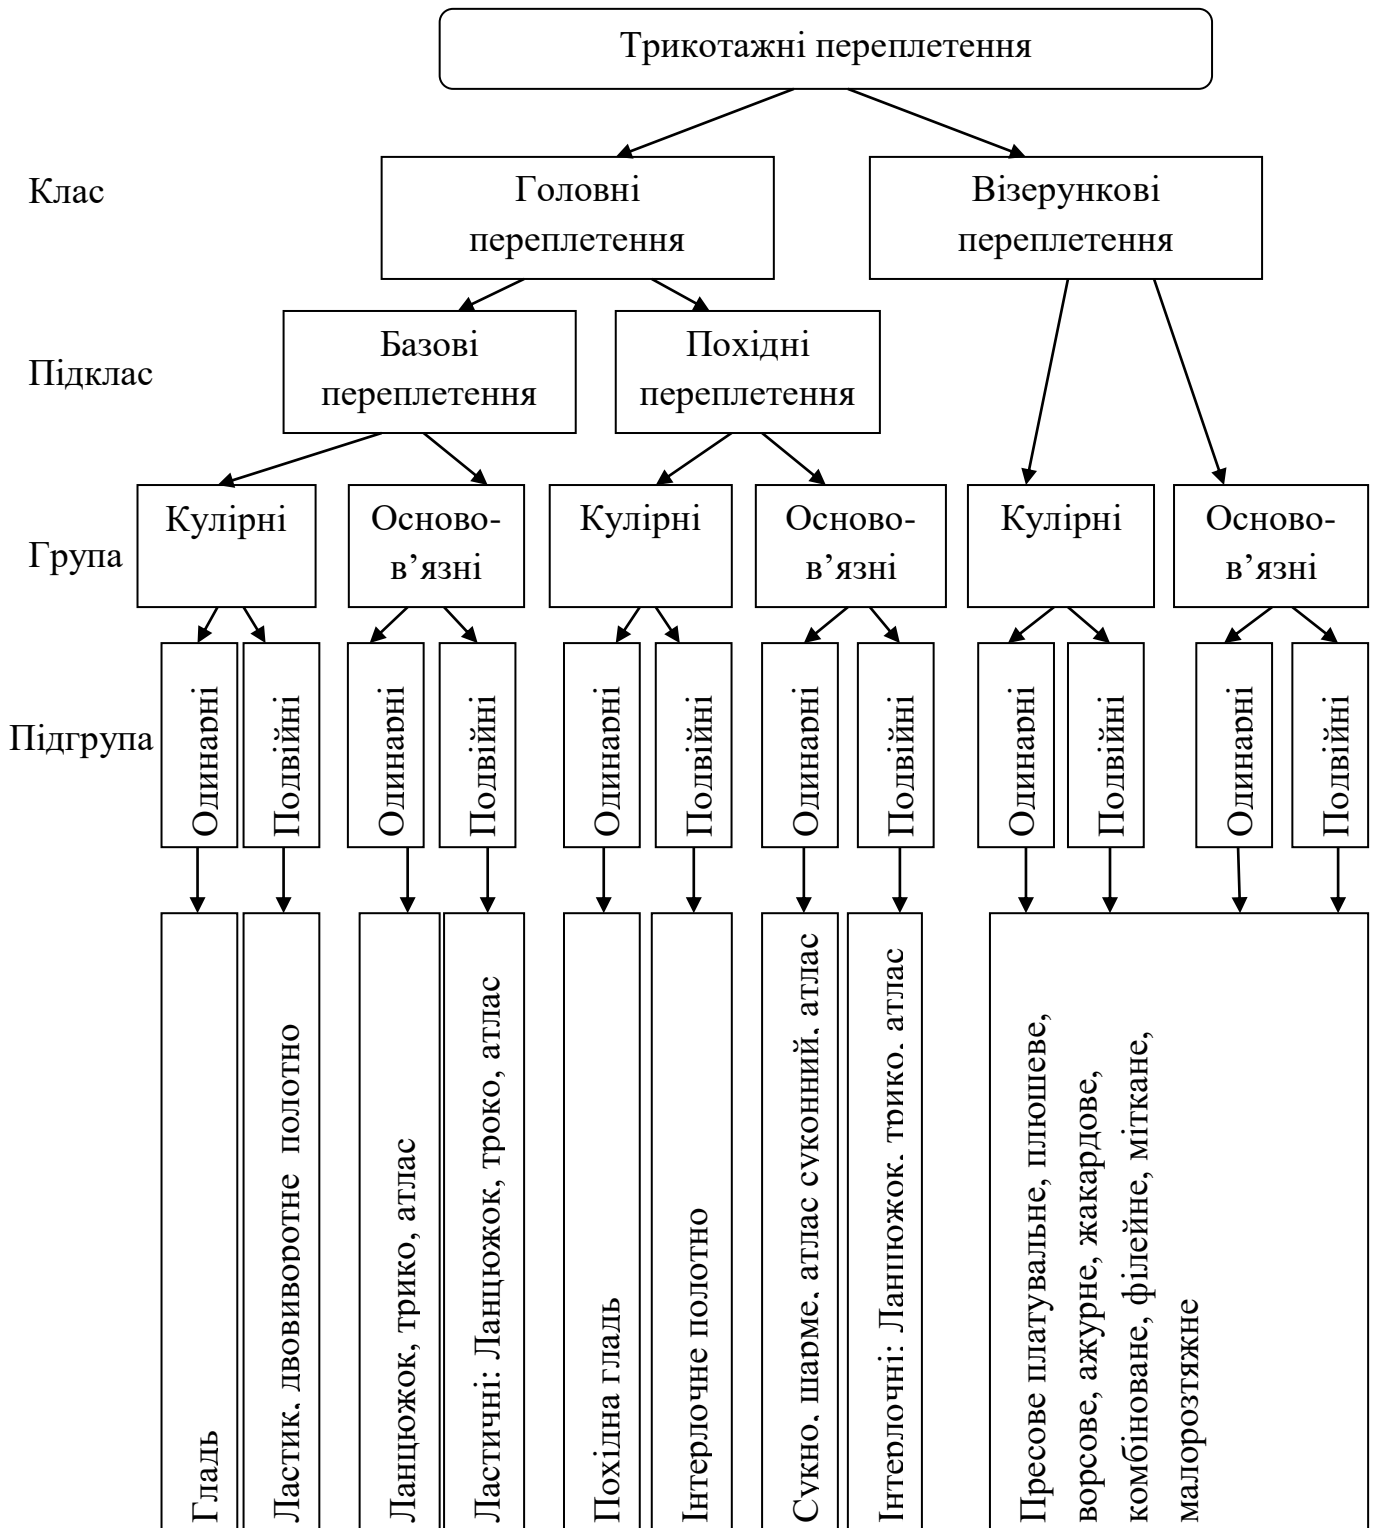 Трикотажні переплетення
Клас
Головні
переплетення
Візерункові
переплетення
Підклас
Базові
переплетення
Похідні
переплетення
Група
Кулірні
Осново-
в’язні
Кулірні
Осново-
в’язні
Кулірні
Осново-
в’язні
Підгрупа
Одинарні
Подвійні
Одинарні
Подвійні
Одинарні
Подвійні
Одинарні
Подвійні
Одинарні
Подвійні
Одинарні
Подвійні
Гладь
Ластик, двовиворотне полотно
Ланцюжок, трико, атлас
Ластичні: Ланцюжок, троко, атлас
Похідна гладь
Інтерлочне полотно
Сукно, шарме, атлас суконний, атлас
Інтерлочні: Ланцюжок, трико, атлас
Пресове платувальне, плюшеве,
ворсове, ажурне, жакардове,
комбіноване, філейне, міткане,
малорозтяжне